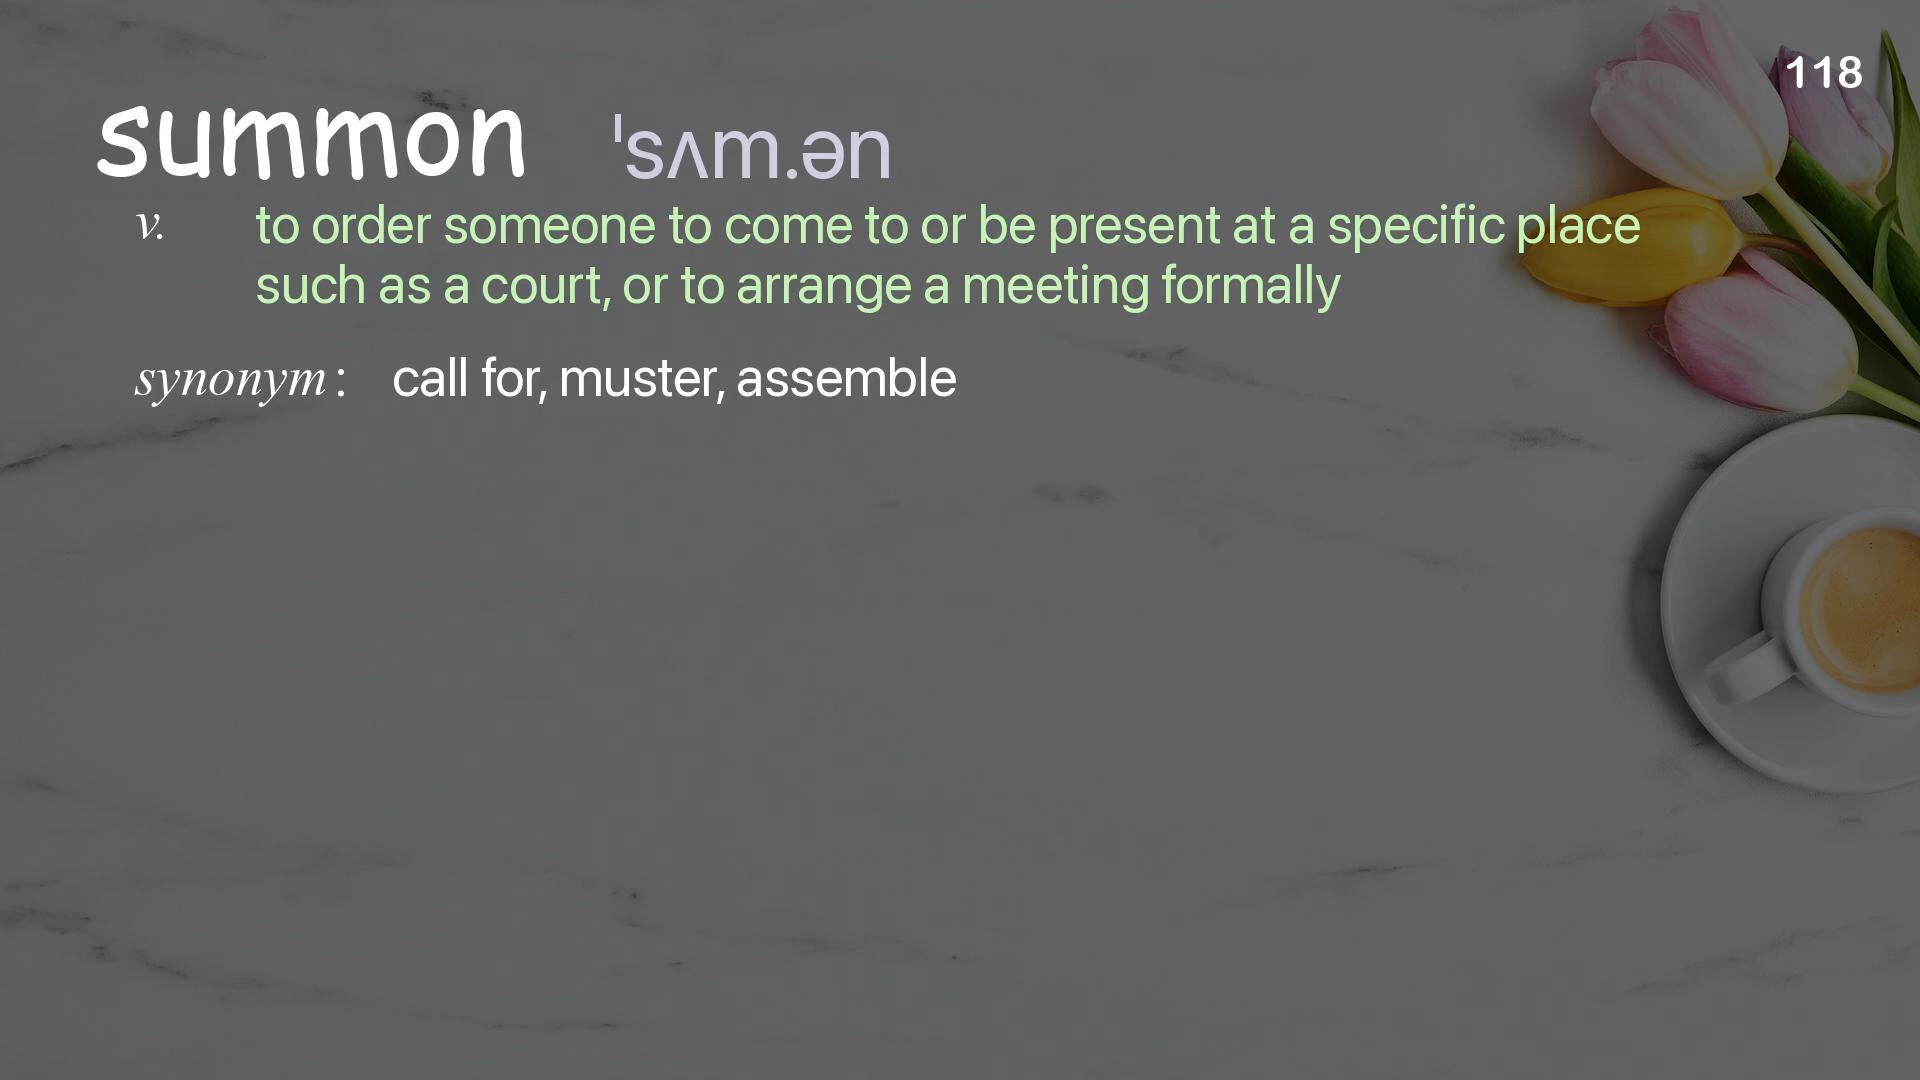 118
summon ˈsʌm.ən
v. to order someone to come to or be present at a specific place
such as a court, or to arrange a meeting formally
synonym : call for, muster, assemble